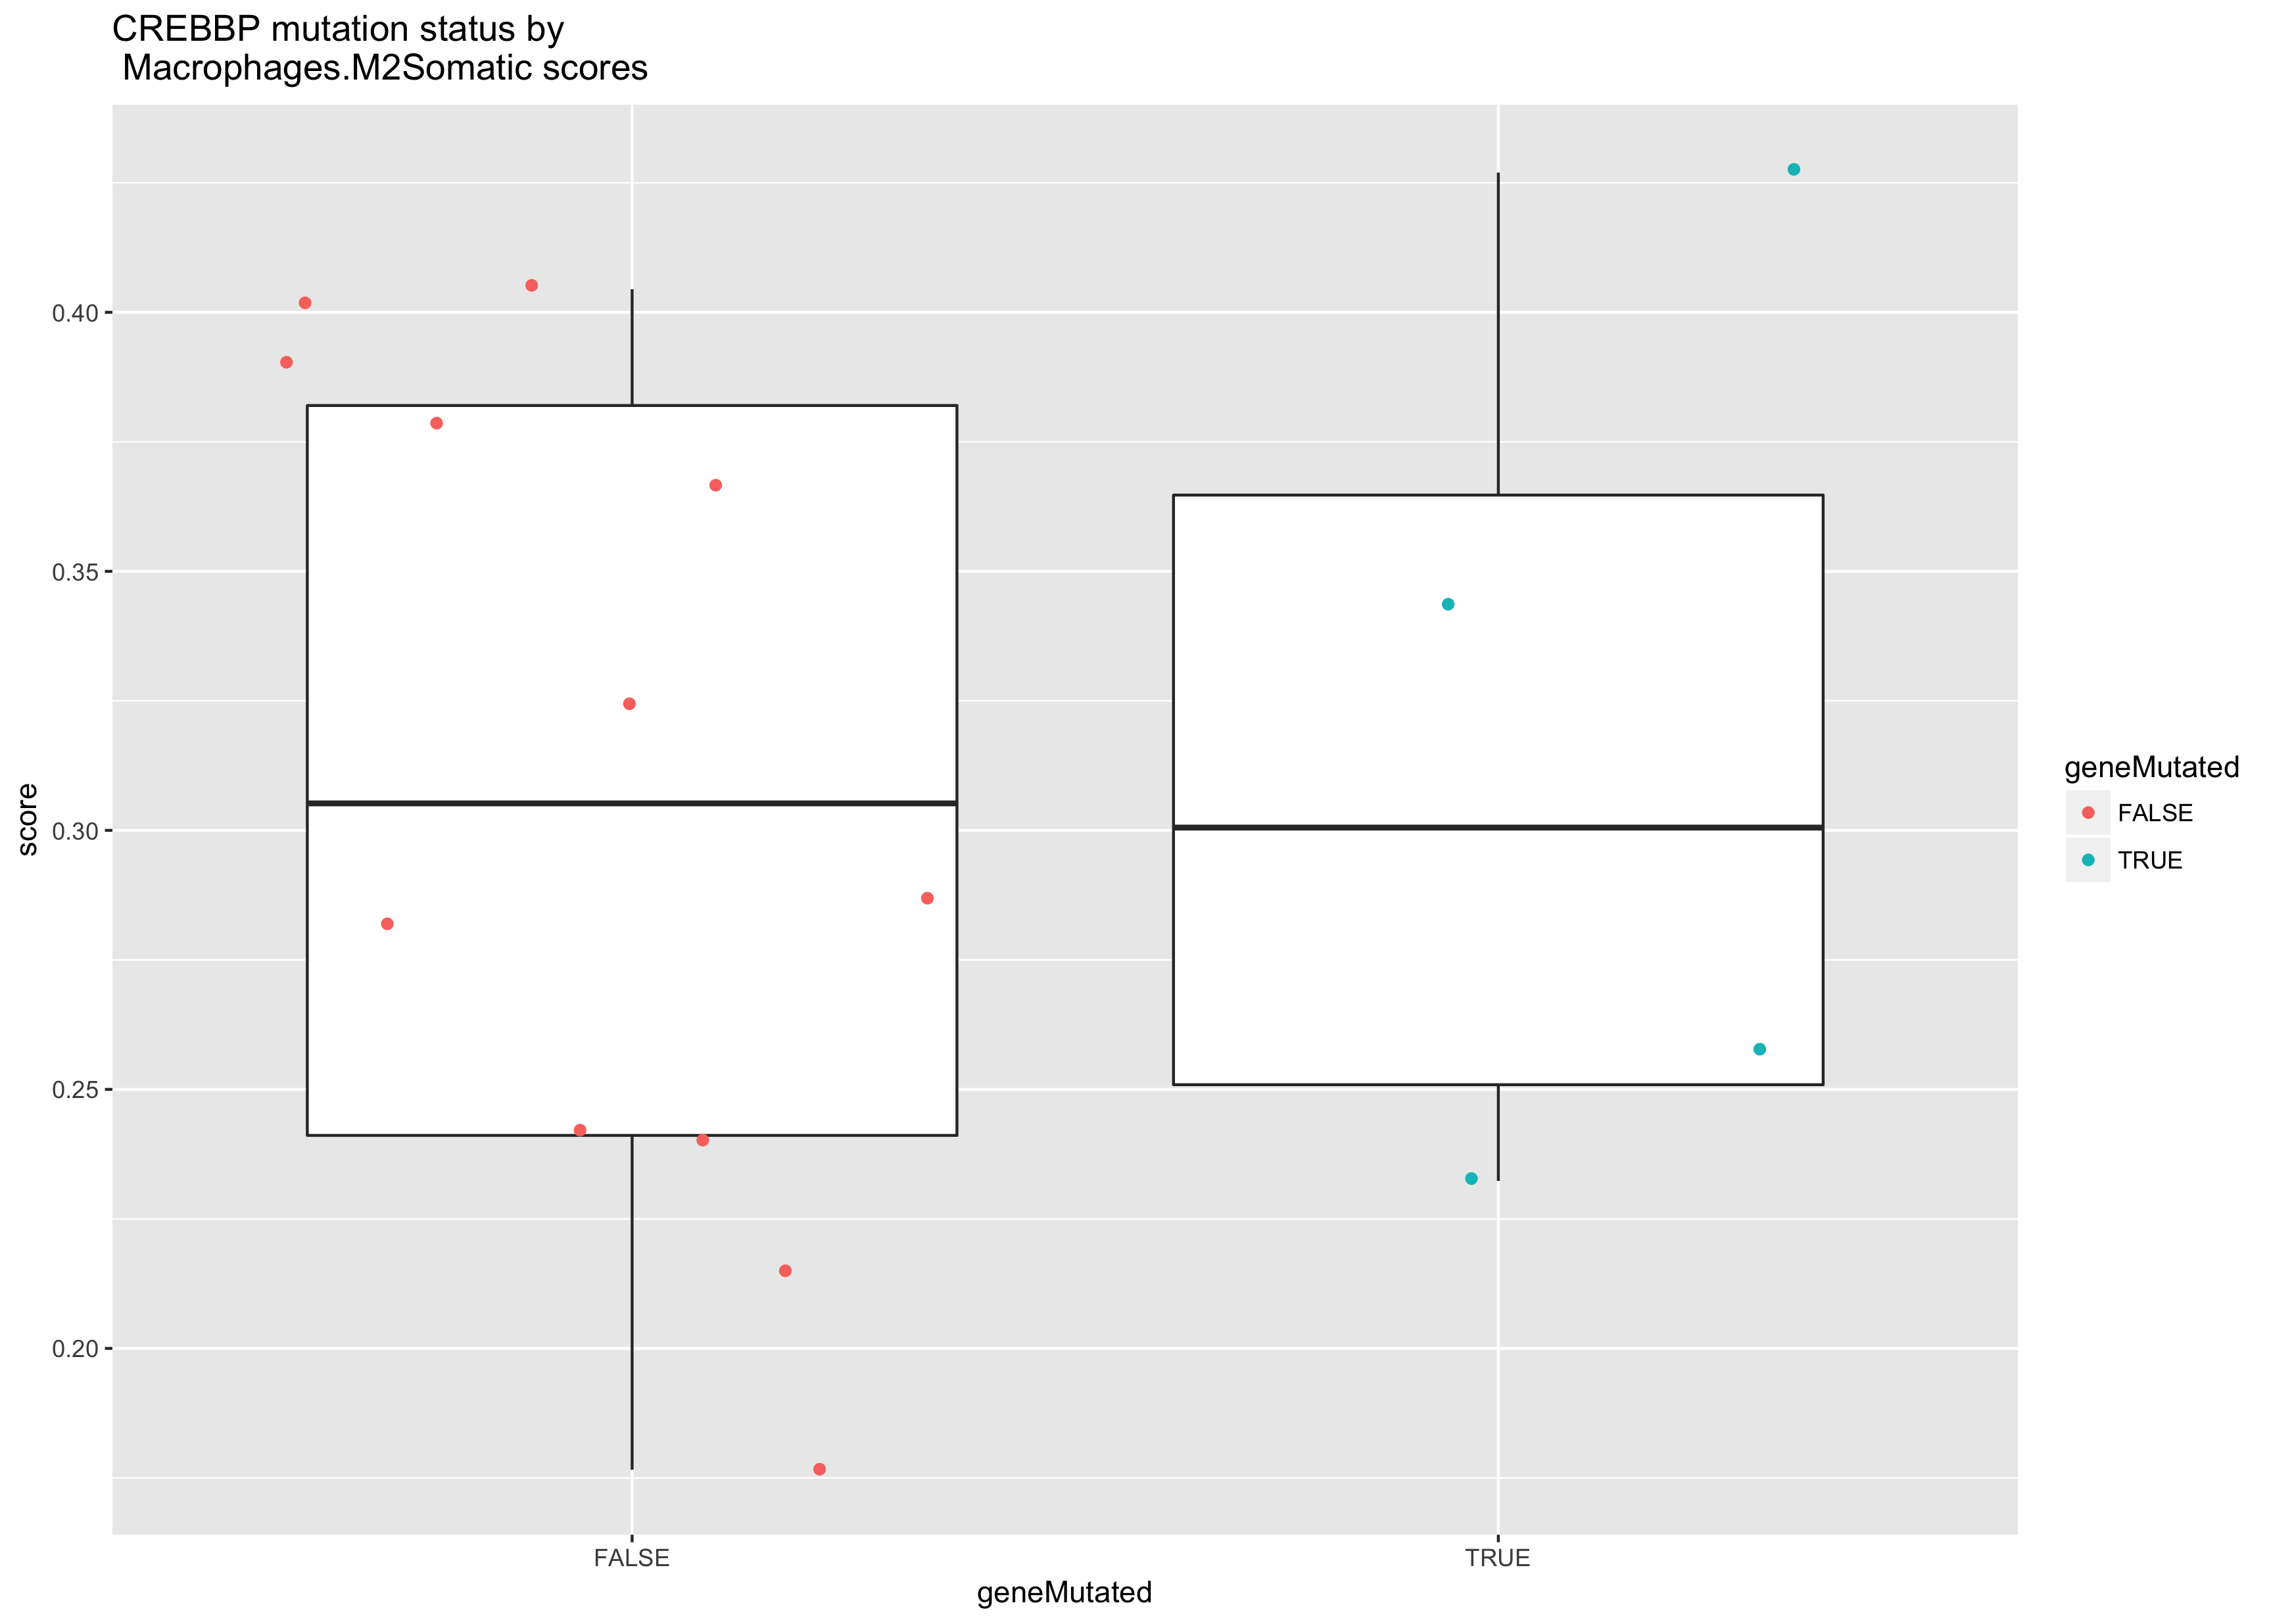 CREBBP mutation status by
Macrophages.M2Somatic scores
score
0.40
0.35
0.30
0.25
0.20
FALSE
TRUE
geneMutated
geneMutated
FALSE
TRUE